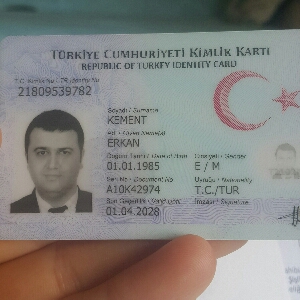 TÜRKİYE CUMHURİYETİ KİMLİK KARTI
REPUBLIC OF TURKEY IDENTITY CARD
T.C. Kimlik No / TR Identity No
21809539782
Soyadı / Surname
KEMENT
Adı / Given Name(s)
ERKAN
Doğum Tarihi / Date of Birth Cinsiyeti / Gender
01.01.1985 E / M
Seri No / Document No Uyruğu / Nationality
A10K42974 T.C./TUR
Son Geçerlilik / Valid Until İmzası / Signature
01.04.2028